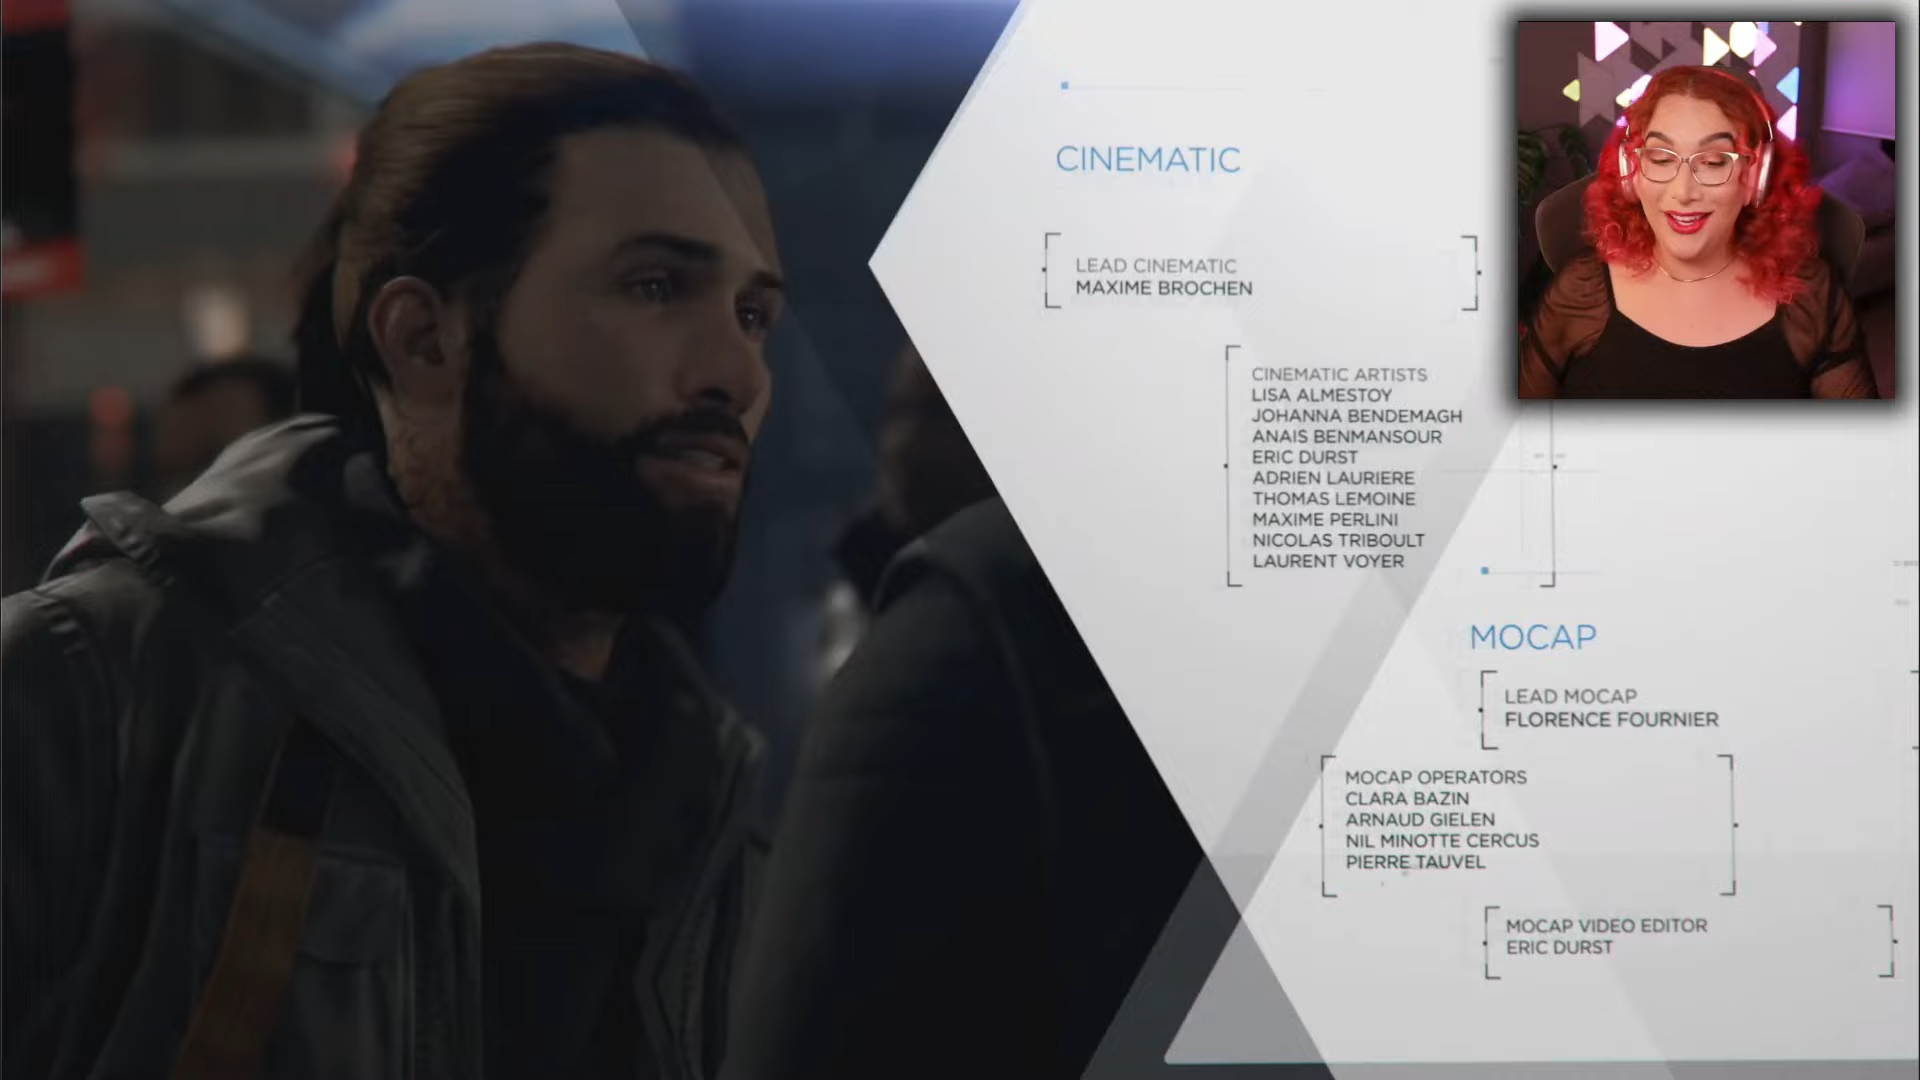 CINEMATIC
LEAD CINEMATIC
MAXIME BROCHEN
CINEMATIC ARTISTS
LISA ALMESTOY
JOHANNA BENDEMAGH
ANAIS BENMANSOUR
ERIC DURST
ADRIEN LAURIERE
THOMAS LEMOINE
MAXIME PERLINI
NICOLAS TRIBOULT
LAURENT VOYER
MOCAP
LEAD MOCAP
FLORENCE FOURNIER
MOCAP OPERATORS
CLARA BAZIN
ARNAUD GIELEN
NIL MINOTTE CERCUS
PIERRE TAUVEL
MOCAP VIDEO EDITOR
ERIC DURST